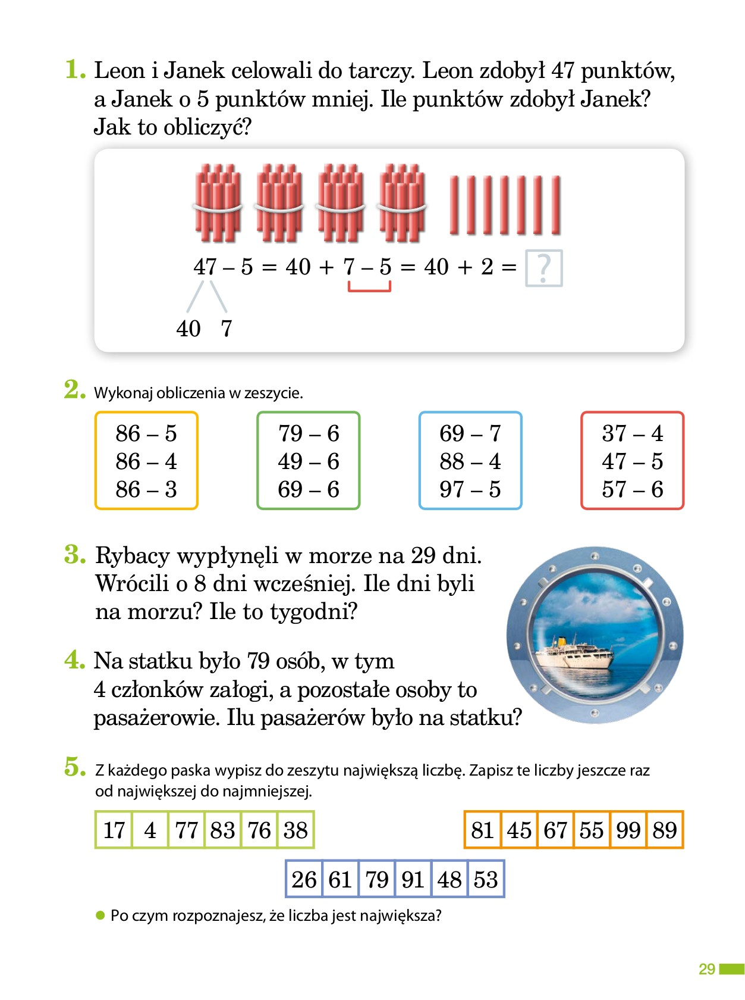 1. Leon i Janek celowali do tarczy. Leon zdobył 47 punktów,
a Janek o 5 punktów mniej. Ile punktów zdobył Janek?
Jak to obliczyć?
47 – 5 = 40 + 7 – 5 = 40 + 2 = ?
40 7
2. Wykonaj obliczenia w zeszycie.
86 – 5 79 – 6 69 – 7 37 – 4
86 – 4 49 – 6 88 – 4 47 – 5
86 – 3 69 – 6 97 – 5 57 – 6
3. Rybacy wypłynęli w morze na 29 dni.
Wrócili o 8 dni wcześniej. Ile dni byli
na morzu? Ile to tygodni?
4. Na statku było 79 osób, w tym
4 członków załogi, a pozostałe osoby to
pasażerowie. Ilu pasażerów było na statku?
5. Z każdego paska wypisz do zeszytu największą liczbę. Zapisz te liczby jeszcze raz
od największej do najmniejszej.
17 4 77 83 76 38 81 45 67 55 99 89
26 61 79 91 48 53
● Po czym rozpoznajesz, że liczba jest największa?
29